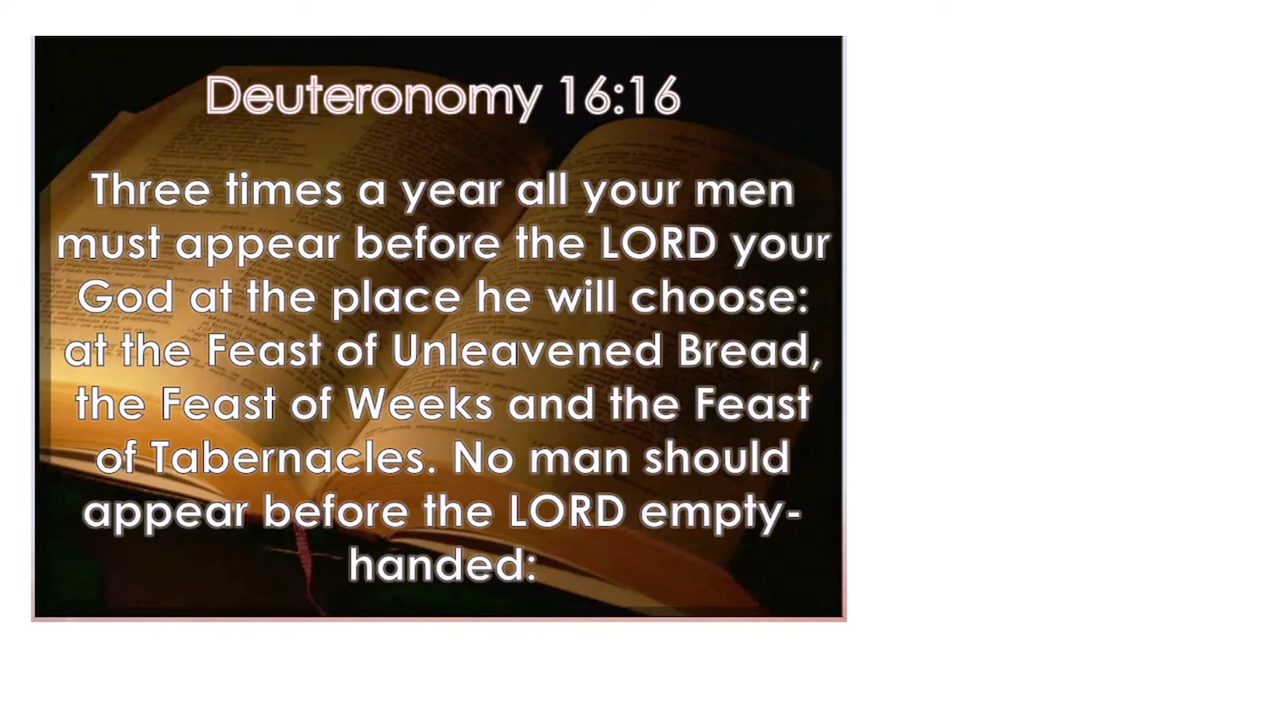 Deuteronomy 16:16
Three times a year all your men
must appear before the LORD your
God at the place he will choose:
at the Feast of Unleavened Bread,
the Feast of Weeks and the Feast
of Tabernacles. No man should
appear before the LORD empty-
handed: